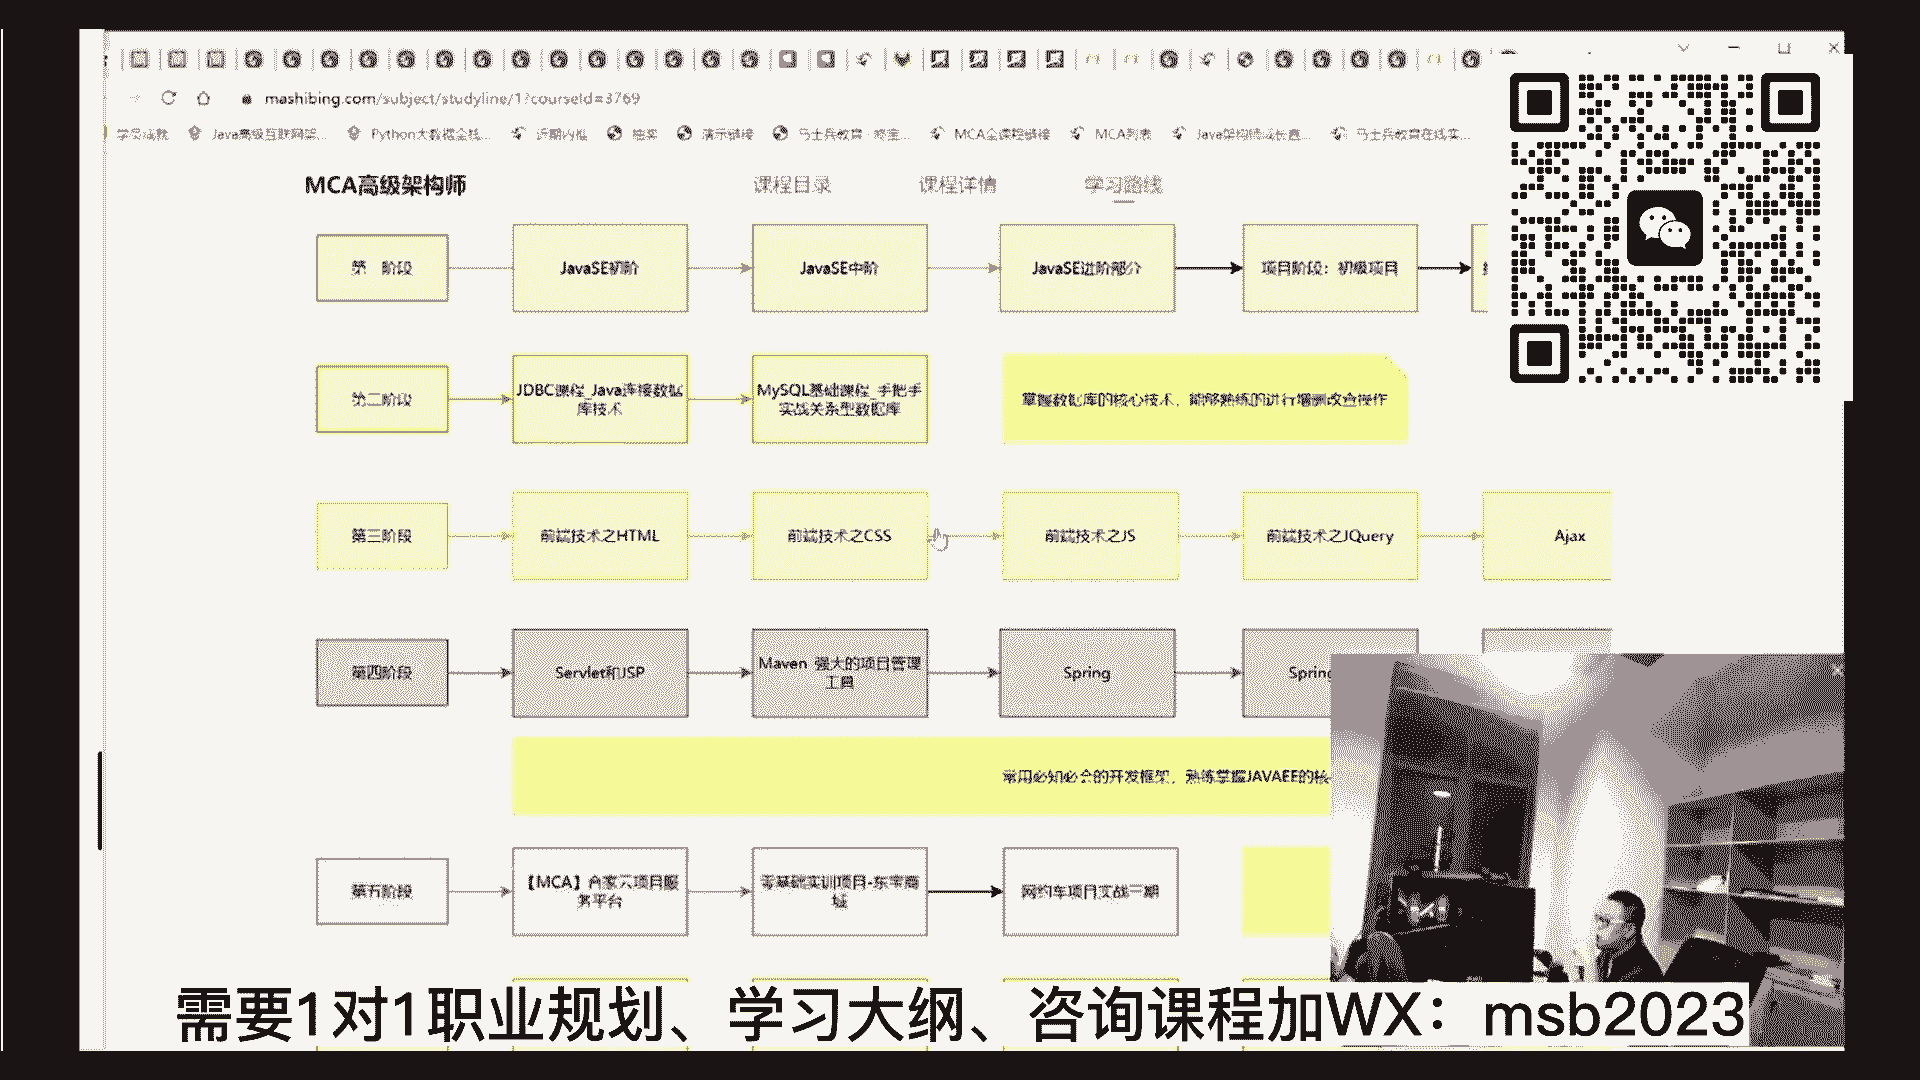 mashibing.com/subject/studyline/1?courseId=3769
学员成就 Java高级互联网架... Python大数据全栈... 近期内推 抽奖 演示链接 马士兵教育 MCA全课程链接 MCA列表 Java架构师成长直... 马士兵教育在线实...
MCA高级架构师 课程目录 课程详情 学习路线
第一阶段 JavaSE初阶 JavaSE中阶 JavaSE进阶部分 项目阶段：初级项目
第二阶段 JDBC课程_Java连接数据库技术 MySQL基础课程_手把手实战关系型数据库 掌握数据库的核心技术，能够熟练的进行增删改查操作
第三阶段 前端技术之HTML 前端技术之CSS 前端技术之JS 前端技术之JQuery Ajax
第四阶段 Servlet和JSP Maven 强大的项目管理工具 Spring Spring
常用必知必会的开发框架，熟练掌握JAVAEE的核
第五阶段 【MCA】合家云项目服务平台 零基础实训项目-东宝商城 网约车项目实战三期
需要1对1职业规划、学习大纲、咨询课程加WX：msb2023